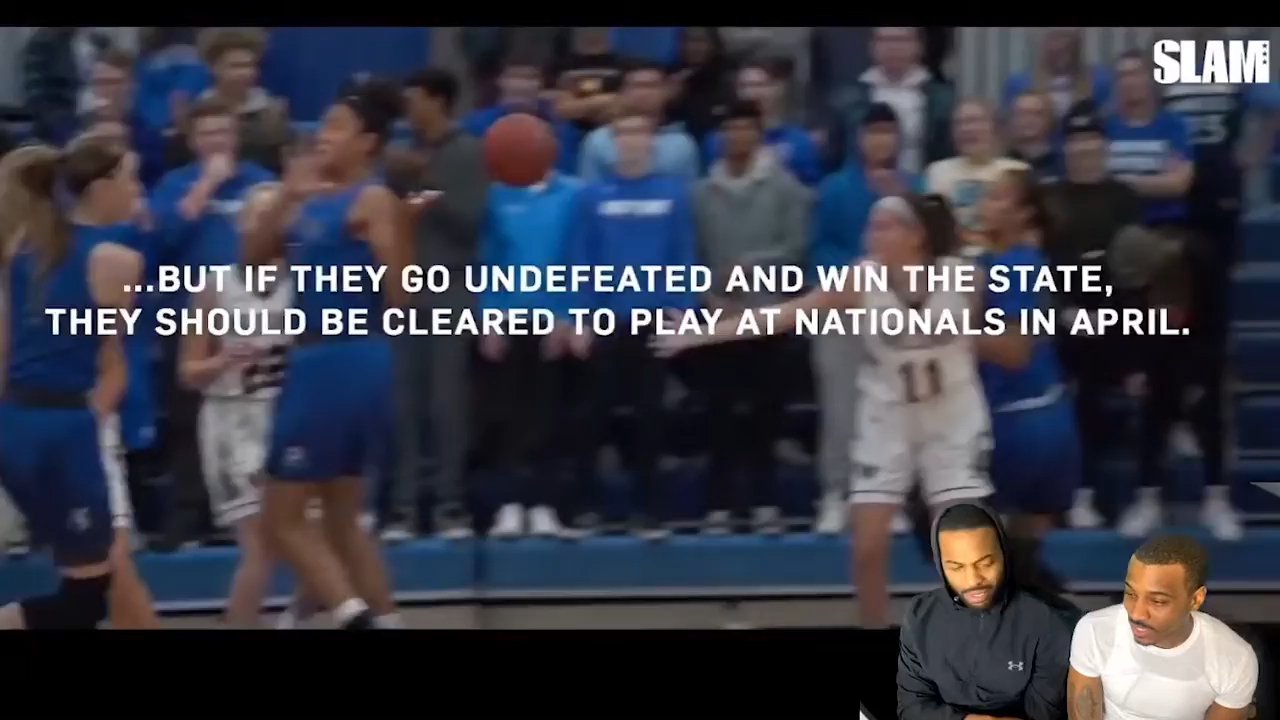 SLAM
...BUT IF THEY GO UNDEFEATED AND WIN THE STATE,
THEY SHOULD BE CLEARED TO PLAY AT NATIONALS IN APRIL.
11